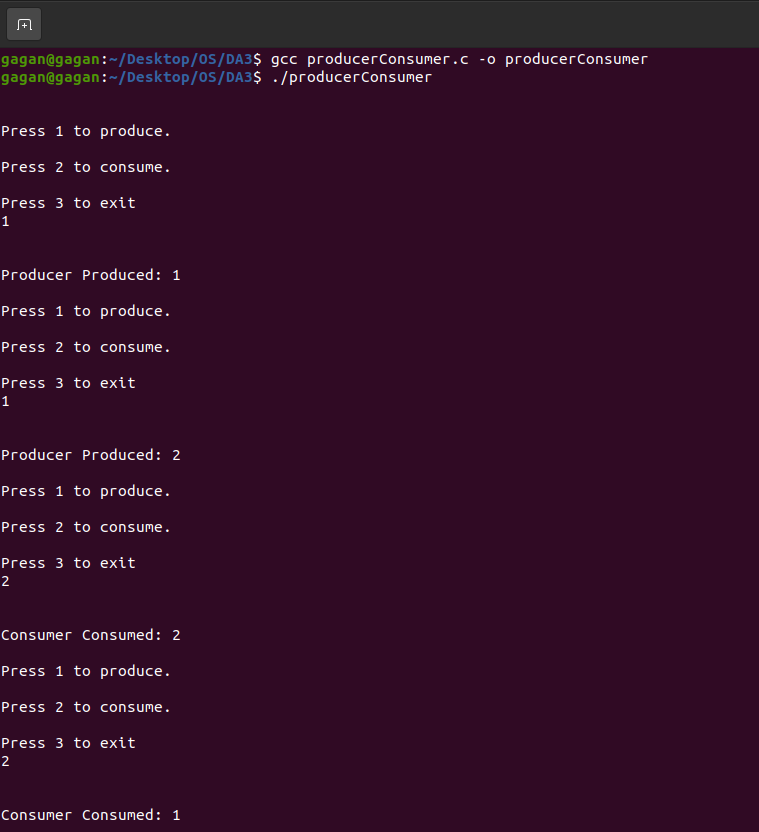 gagan@gagan:~/Desktop/OS/DA3$ gcc producerConsumer.c -o producerConsumer
gagan@gagan:~/Desktop/OS/DA3$ ./producerConsumer
Press 1 to produce.
Press 2 to consume.
Press 3 to exit
1
Producer Produced: 1
Press 1 to produce.
Press 2 to consume.
Press 3 to exit
1
Producer Produced: 2
Press 1 to produce.
Press 2 to consume.
Press 3 to exit
2
Consumer Consumed: 2
Press 1 to produce.
Press 2 to consume.
Press 3 to exit
2
Consumer Consumed: 1